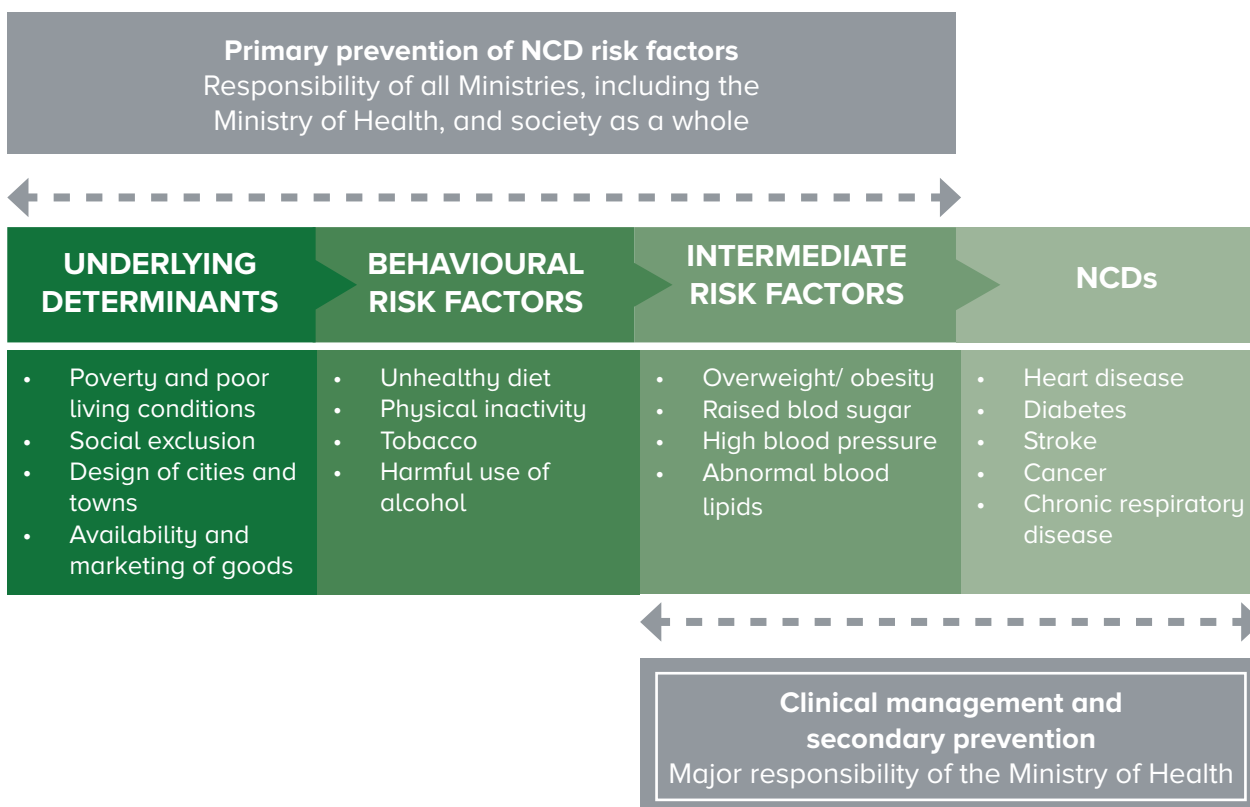 Primary prevention of NCD risk factors
Responsibility of all Ministries, including the
Ministry of Health, and society as a whole
UNDERLYING
DETERMINANTS
BEHAVIOURAL
RISK FACTORS
INTERMEDIATE
RISK FACTORS
NCDs
• Poverty and poor
living conditions
• Social exclusion
• Design of cities and
towns
• Availability and
marketing of goods
• Unhealthy diet
• Physical inactivity
• Tobacco
• Harmful use of
alcohol
• Overweight/ obesity
• Raised blod sugar
• High blood pressure
• Abnormal blood
lipids
• Heart disease
• Diabetes
• Stroke
• Cancer
• Chronic respiratory
disease
Clinical management and
secondary prevention
Major responsibility of the Ministry of Health